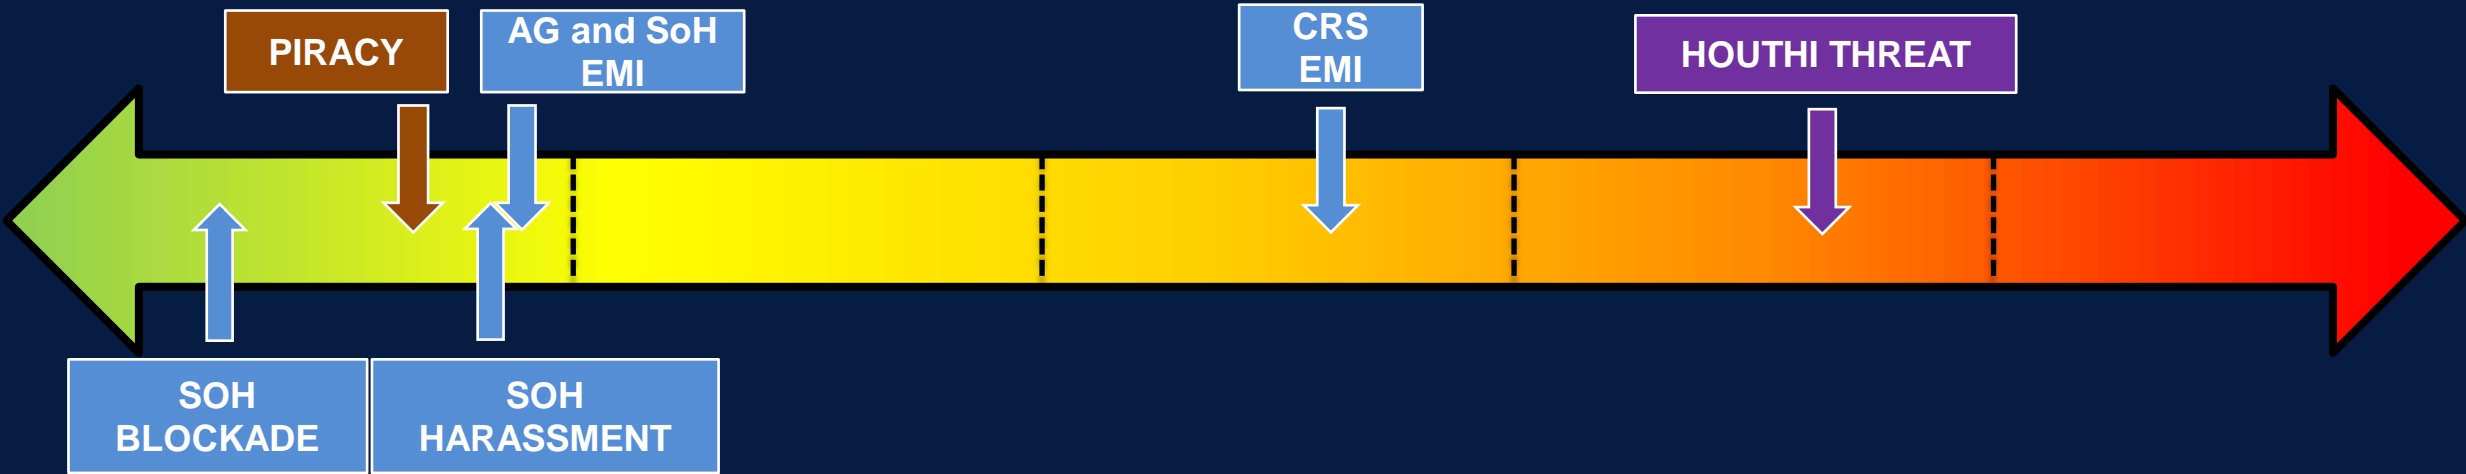 PIRACY
AG and SoH
EMI
CRS
EMI
HOUTHI THREAT
SOH
BLOCKADE
SOH
HARASSMENT